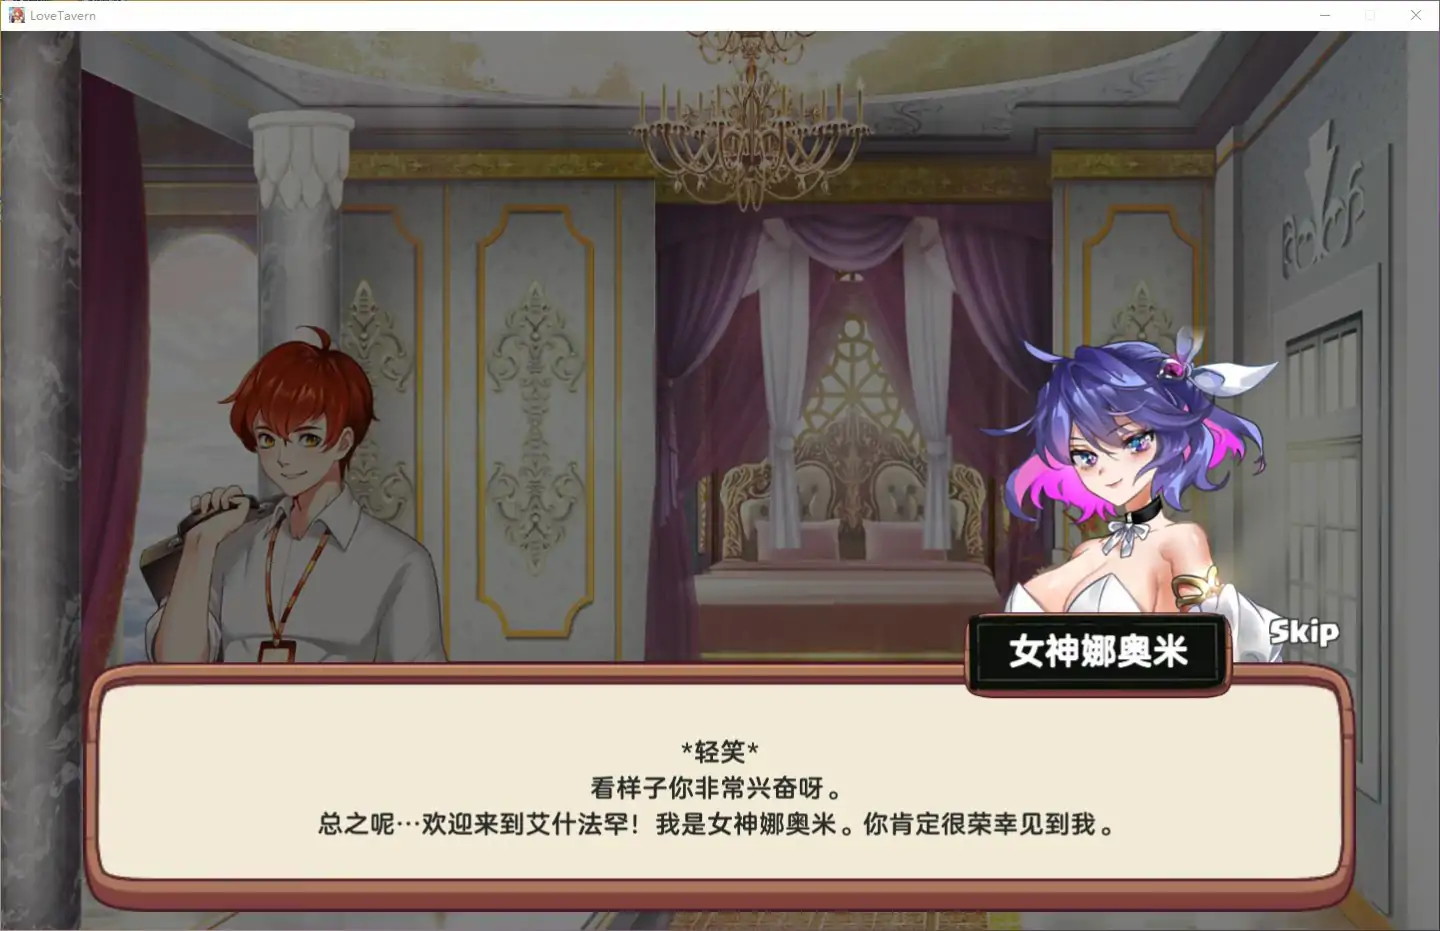 LoveTavern
Skip
女神娜奥米
*轻笑*
看样子你非常兴奋呀。
总之呢…欢迎来到艾什法罕！我是女神娜奥米。你肯定很荣幸见到我。